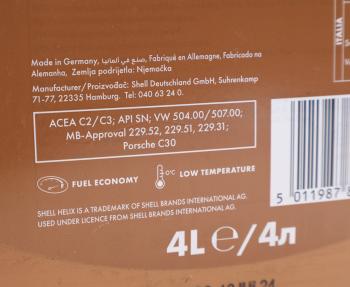 Made in Germany, صنع في ألمانيا, Fabriqué en Allemagne, Fabricado na
Alemanha, Zemlja podrijetla: Njemačka
Manufacturer/Proizvođač: Shell Deutschland GmbH, Suhrenkamp
71-77, 22335 Hamburg. Tel: 040 63 24 0.
ACEA C2/C3; API SN; VW 504.00/507.00;
MB-Approval 229.52, 229.51, 229.31;
Porsche C30
FUEL ECONOMY
0°C LOW TEMPERATURE
SHELL HELIX IS A TRADEMARK OF SHELL BRANDS INTERNATIONAL AG.
USED UNDER LICENCE FROM SHELL BRANDS INTERNATIONAL AG.
4L ℮/4л
ITALIA
5 011987